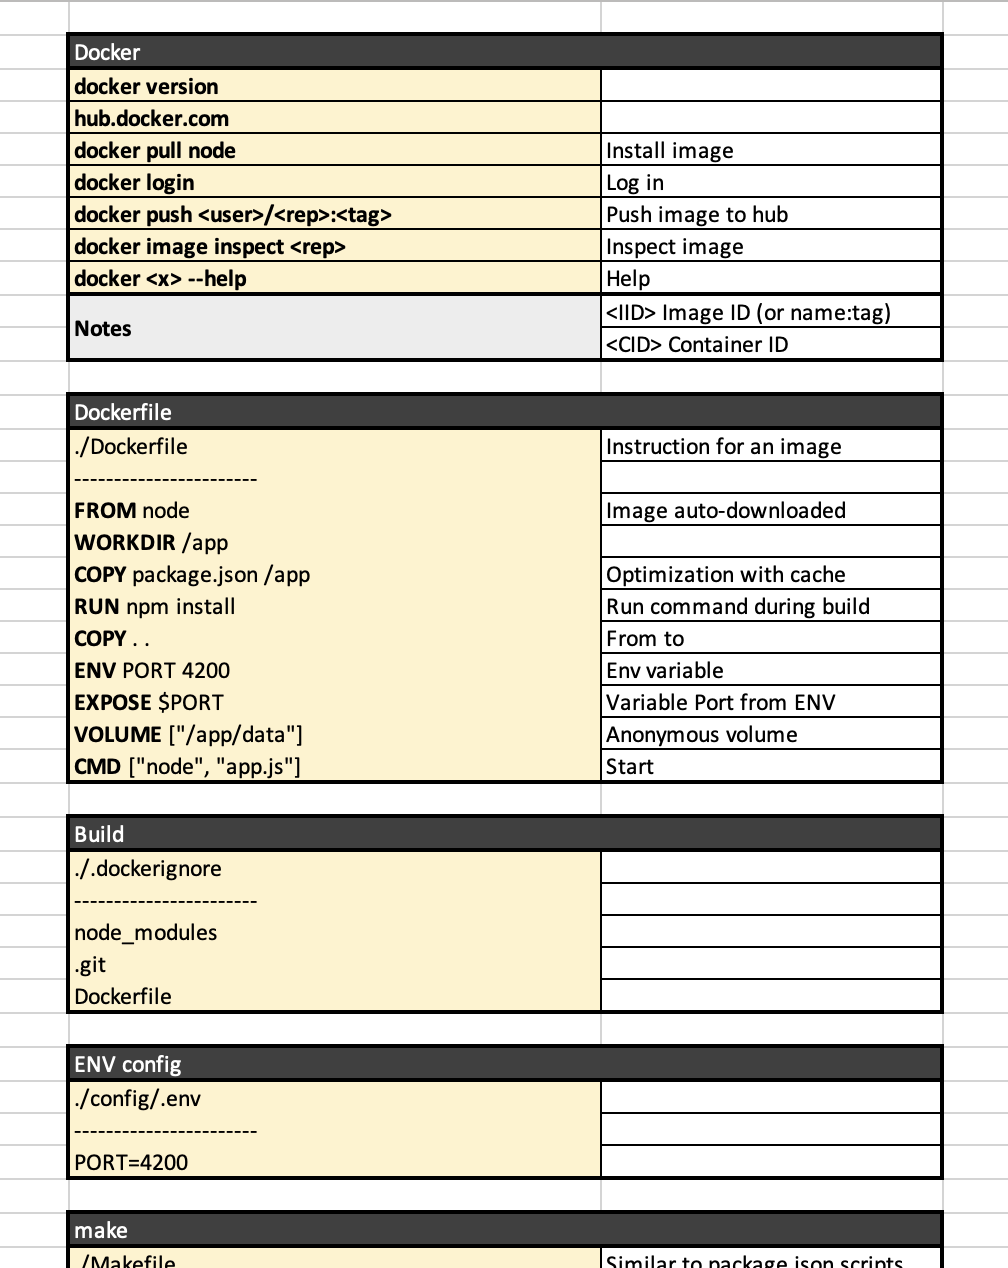 Docker
docker version
hub.docker.com
docker pull node Install image
docker login Log in
docker push <user>/<rep>:<tag> Push image to hub
docker image inspect <rep> Inspect image
docker <x> --help Help
Notes
<IID> Image ID (or name:tag)
<CID> Container ID
Dockerfile
./Dockerfile Instruction for an image
-----------------------
FROM node Image auto-downloaded
WORKDIR /app
COPY package.json /app Optimization with cache
RUN npm install Run command during build
COPY . . From to
ENV PORT 4200 Env variable
EXPOSE $PORT Variable Port from ENV
VOLUME ["/app/data"] Anonymous volume
CMD ["node", "app.js"] Start
Build
./.dockerignore
-----------------------
node_modules
.git
Dockerfile
ENV config
./config/.env
-----------------------
PORT=4200
make
./Makefile Similar to package.json scripts